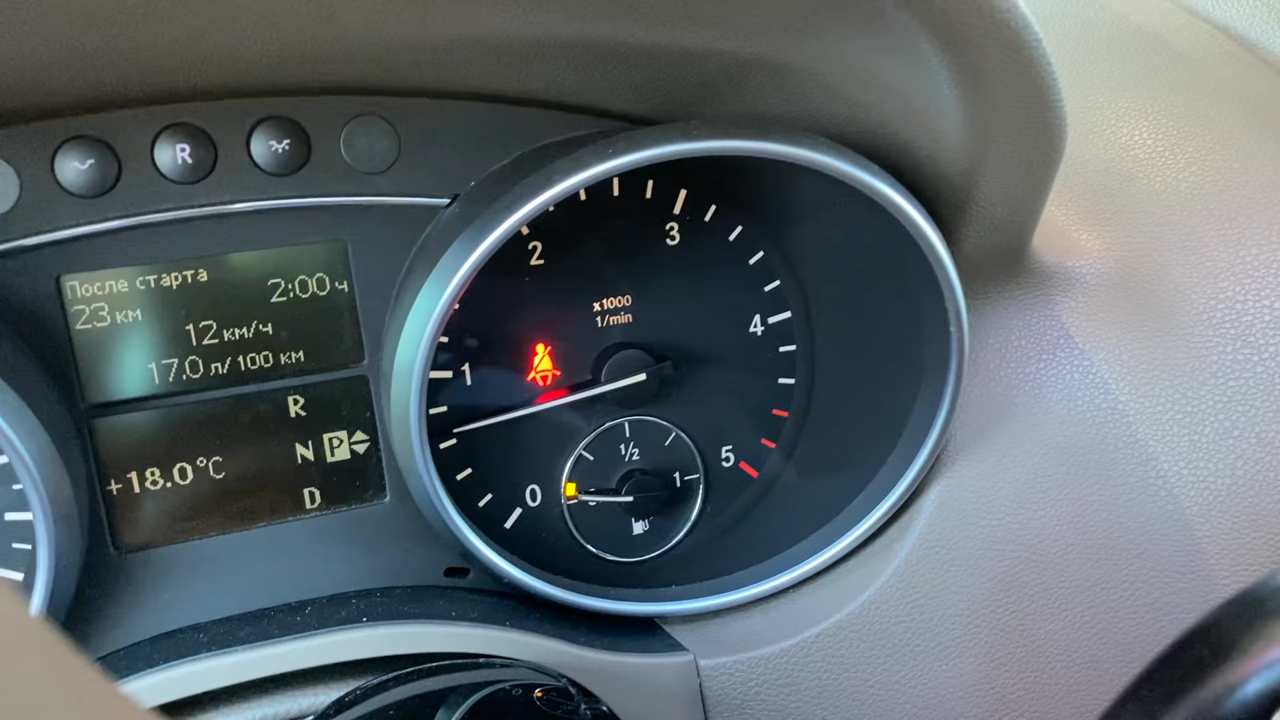 R
После старта
23 км 2:00 ч
12 км/ч
17.0 л/100 км
R
+18.0°C N P
D
0
1
2
3
4
5
x1000
1/min
1/2
1